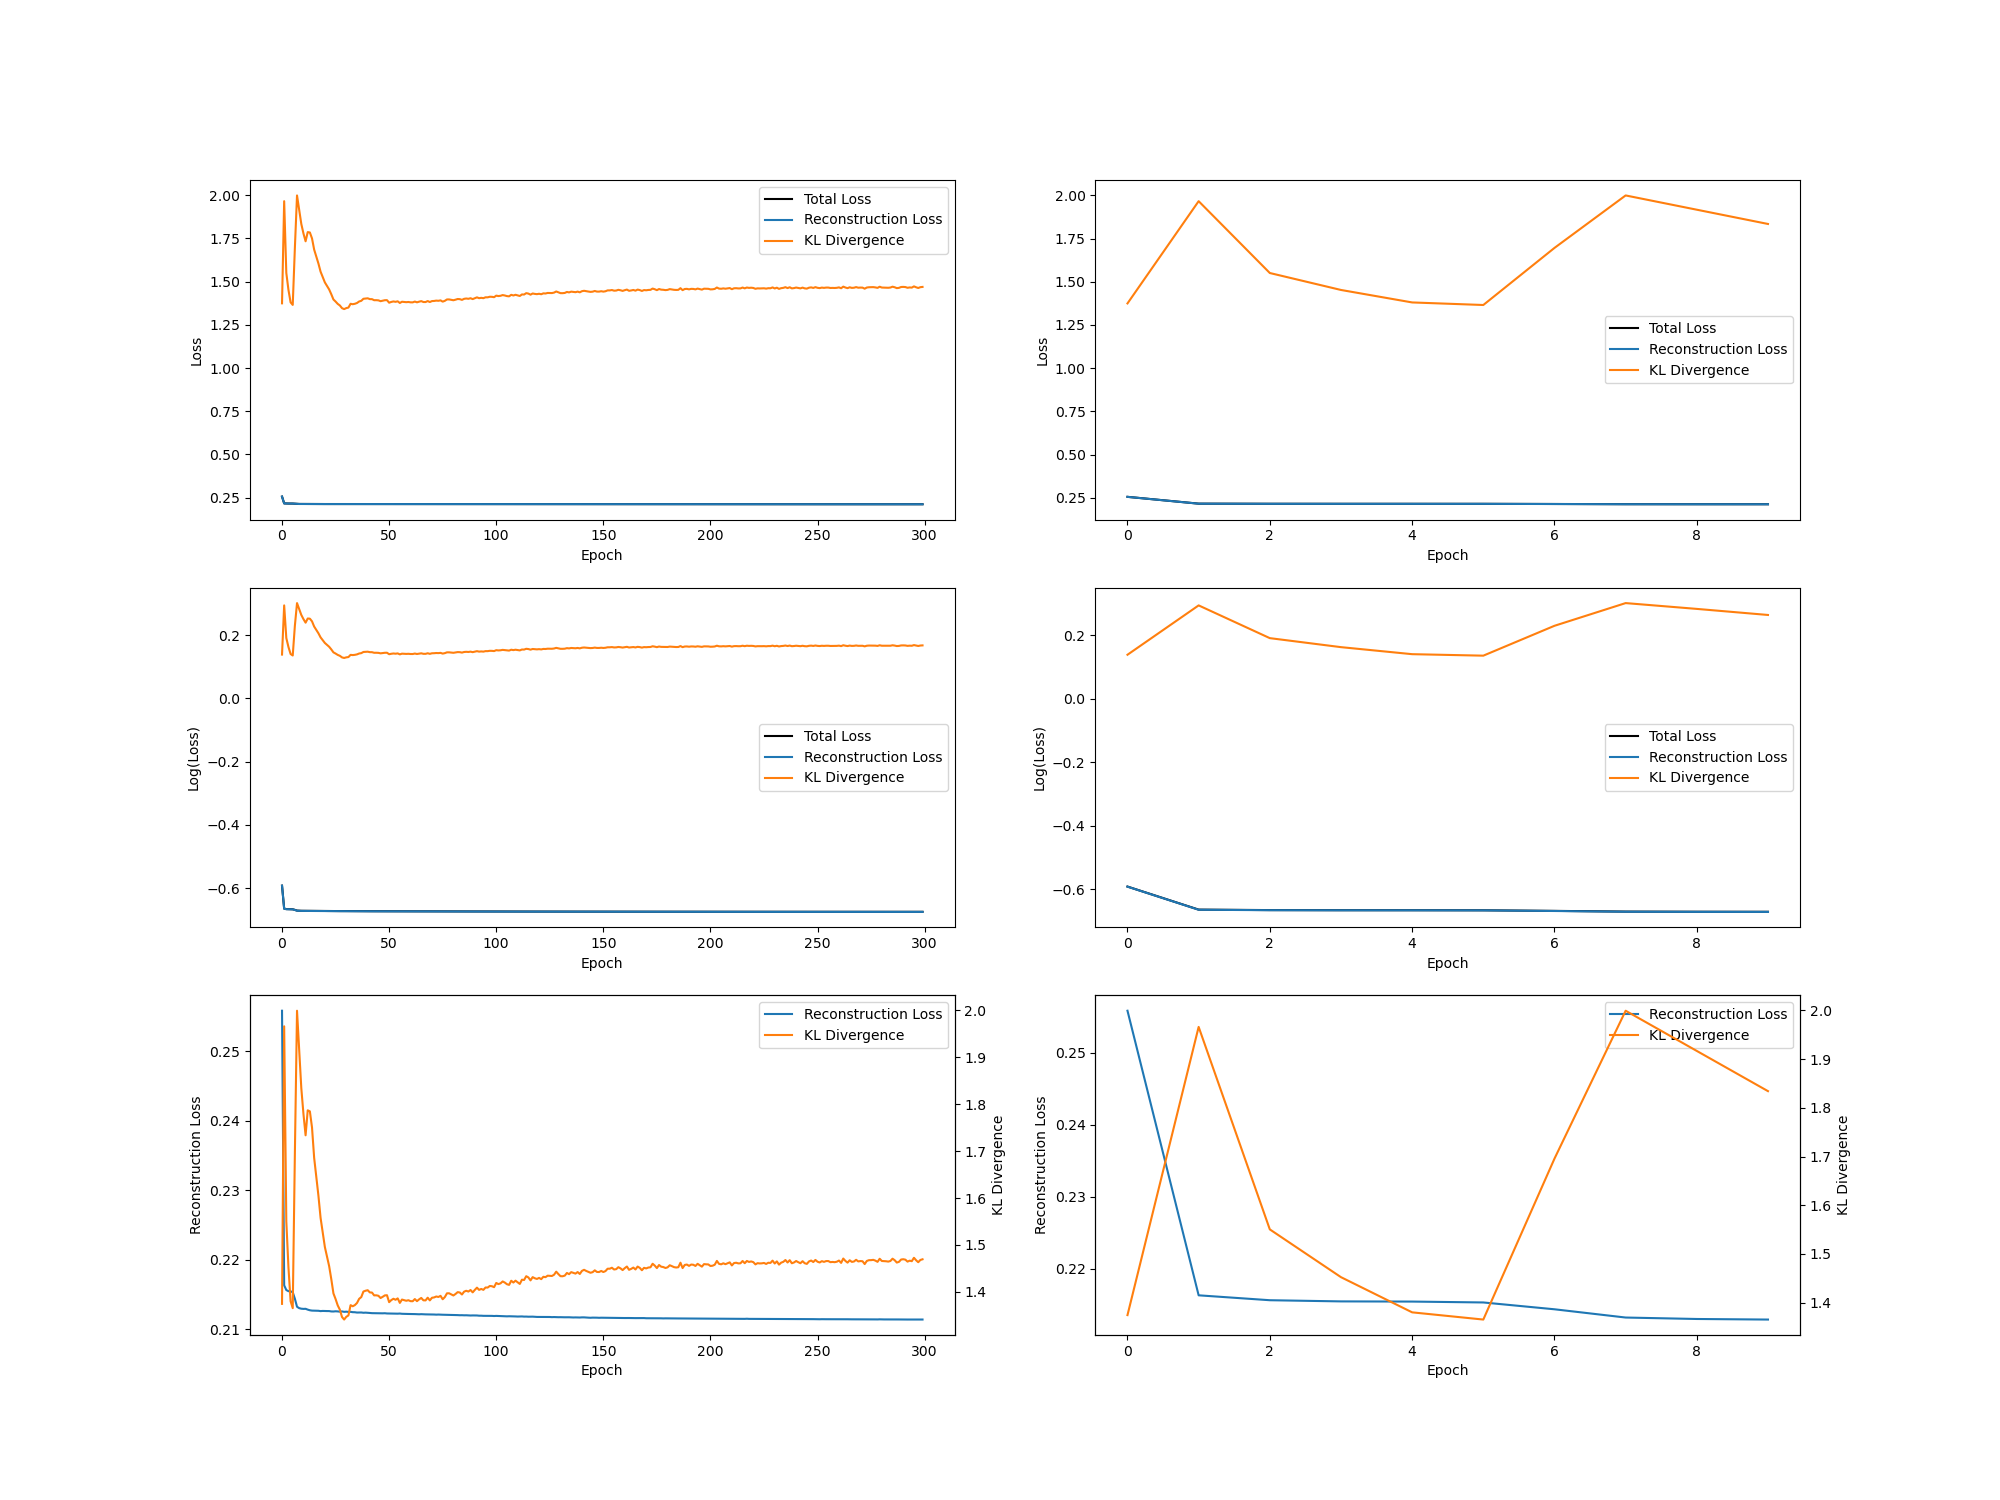 2.00
1.75
1.50
1.25
1.00
0.75
0.50
0.25
Loss
Total Loss
Reconstruction Loss
KL Divergence
0 50 100 150 200 250 300
Epoch
2.00
1.75
1.50
1.25
1.00
0.75
0.50
0.25
Loss
Total Loss
Reconstruction Loss
KL Divergence
0 2 4 6 8
Epoch
0.2
0.0
−0.2
−0.4
−0.6
Log(Loss)
Total Loss
Reconstruction Loss
KL Divergence
0 50 100 150 200 250 300
Epoch
0.2
0.0
−0.2
−0.4
−0.6
Log(Loss)
Total Loss
Reconstruction Loss
KL Divergence
0 2 4 6 8
Epoch
0.25
0.24
0.23
0.22
0.21
Reconstruction Loss
Reconstruction Loss
KL Divergence
2.0
1.9
1.8
1.7
1.6
1.5
1.4
KL Divergence
0 50 100 150 200 250 300
Epoch
0.25
0.24
0.23
0.22
Reconstruction Loss
Reconstruction Loss
KL Divergence
2.0
1.9
1.8
1.7
1.6
1.5
1.4
KL Divergence
0 2 4 6 8
Epoch